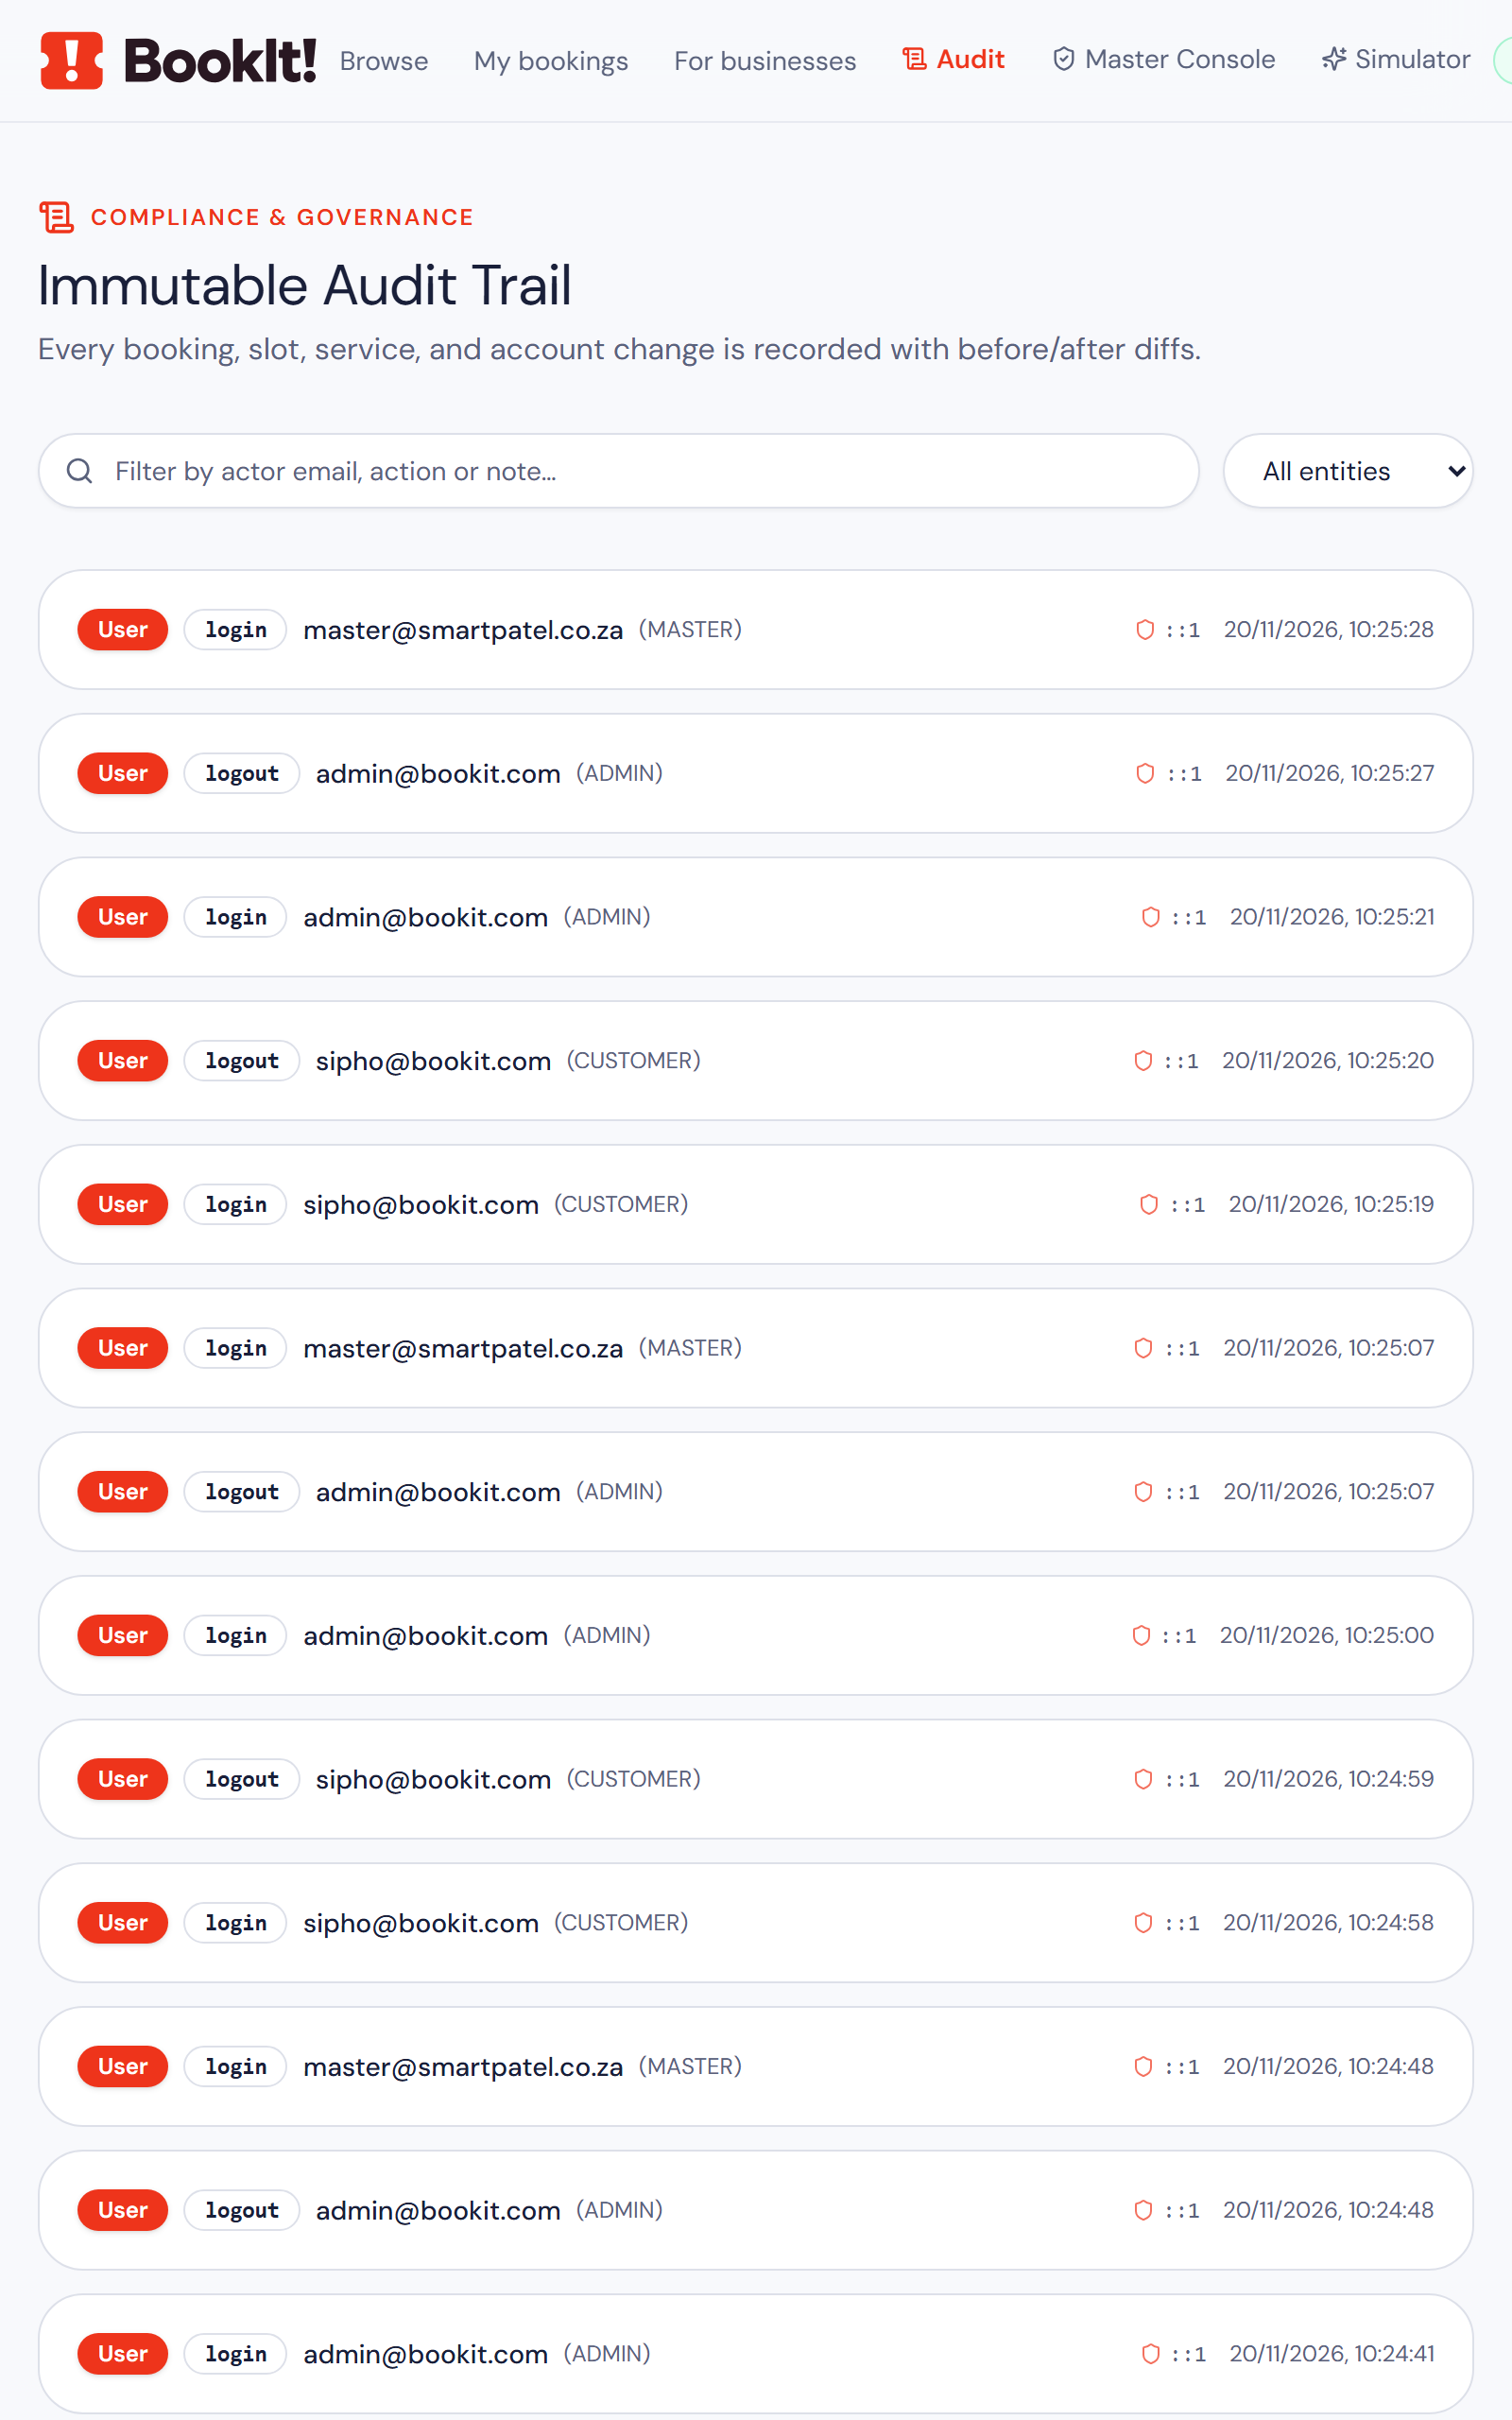 BookIt! Browse My bookings For businesses Audit Master Console Simulator
COMPLIANCE & GOVERNANCE
Immutable Audit Trail
Every booking, slot, service, and account change is recorded with before/after diffs.
Filter by actor email, action or note... All entities
User login master@smartpatel.co.za (MASTER) ::1 20/11/2026, 10:25:28
User logout admin@bookit.com (ADMIN) ::1 20/11/2026, 10:25:27
User login admin@bookit.com (ADMIN) ::1 20/11/2026, 10:25:21
User logout sipho@bookit.com (CUSTOMER) ::1 20/11/2026, 10:25:20
User login sipho@bookit.com (CUSTOMER) ::1 20/11/2026, 10:25:19
User login master@smartpatel.co.za (MASTER) ::1 20/11/2026, 10:25:07
User logout admin@bookit.com (ADMIN) ::1 20/11/2026, 10:25:07
User login admin@bookit.com (ADMIN) ::1 20/11/2026, 10:25:00
User logout sipho@bookit.com (CUSTOMER) ::1 20/11/2026, 10:24:59
User login sipho@bookit.com (CUSTOMER) ::1 20/11/2026, 10:24:58
User login master@smartpatel.co.za (MASTER) ::1 20/11/2026, 10:24:48
User logout admin@bookit.com (ADMIN) ::1 20/11/2026, 10:24:48
User login admin@bookit.com (ADMIN) ::1 20/11/2026, 10:24:41